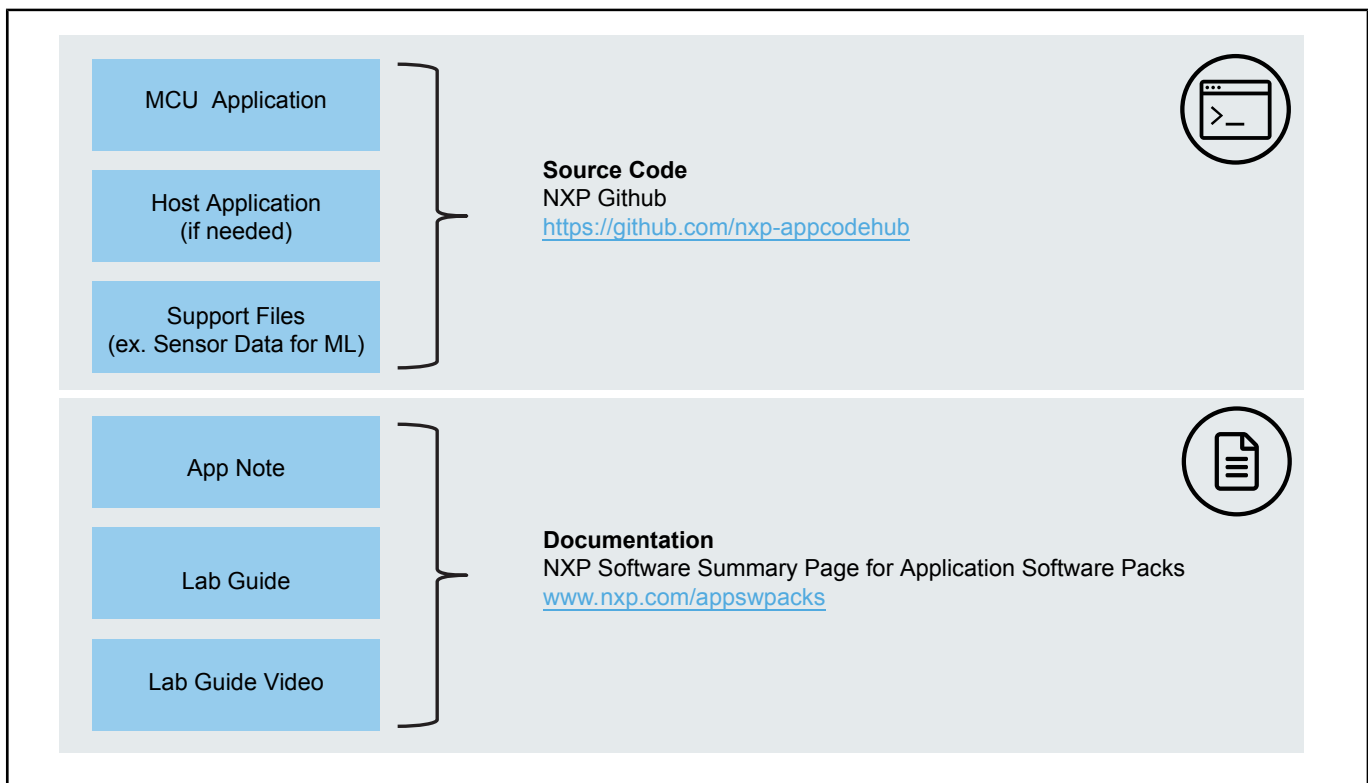 MCU Application
Host Application
(if needed)
Support Files
(ex. Sensor Data for ML)
Source Code
NXP Github
https://github.com/nxp-appcodehub
>_
App Note
Lab Guide
Lab Guide Video
Documentation
NXP Software Summary Page for Application Software Packs
www.nxp.com/appswpacks